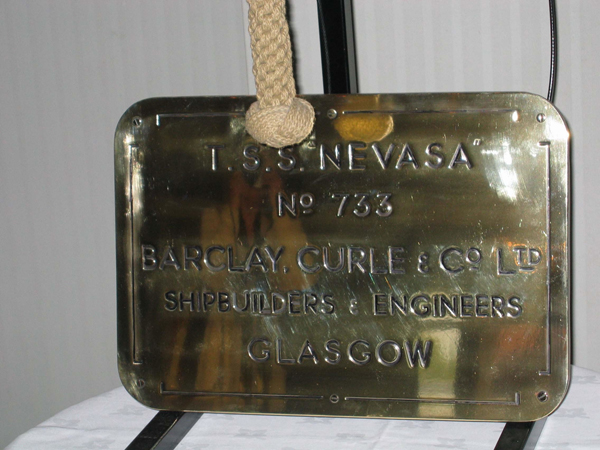 T.S.S. "NEVASA"
No 733
BARCLAY, CURLE & Co LTD
SHIPBUILDERS & ENGINEERS
GLASGOW